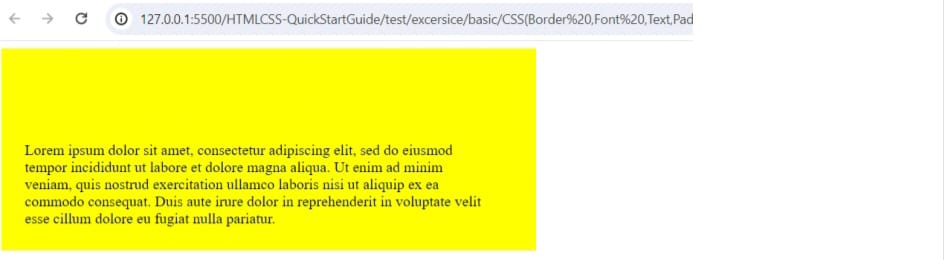 127.0.0.1:5500/HTMLCSS-QuickStartGuide/test/excersice/basic/CSS(Border%20,Font%20,Text,Pad
Lorem ipsum dolor sit amet, consectetur adipiscing elit, sed do eiusmod
tempor incididunt ut labore et dolore magna aliqua. Ut enim ad minim
veniam, quis nostrud exercitation ullamco laboris nisi ut aliquip ex ea
commodo consequat. Duis aute irure dolor in reprehenderit in voluptate velit
esse cillum dolore eu fugiat nulla pariatur.